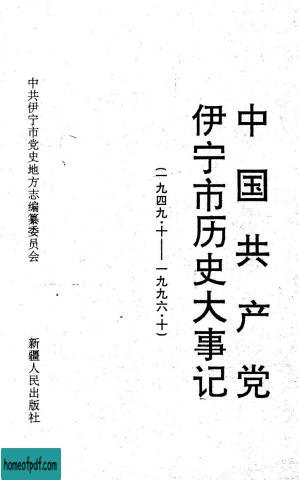 中国共产党
伊宁市历史大事记
(一九四九·十——一九九六·十)
中共伊宁市党史地方志编纂委员会
新疆人民出版社
homeofpdf.com